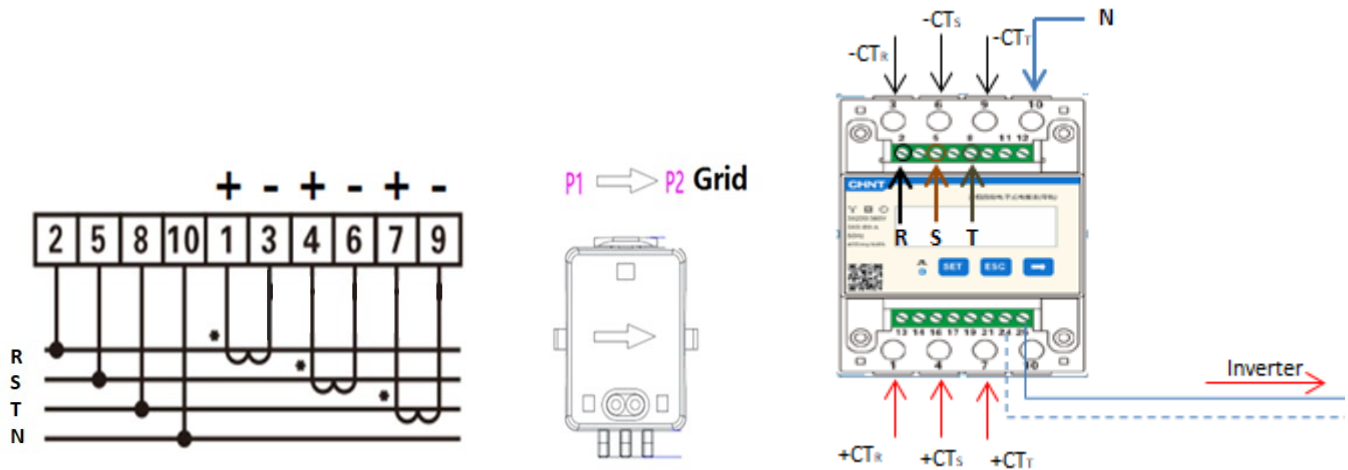 + - + - + -
2 5 8 10 1 3 4 6 7 9
* * *
R
S
T
N
P1 P2 Grid
-CTR
-CTS
-CTT
N
3 6 9 10
2 5 8 11 12
CHNT
R S T
SET ESC
13 14 16 17 19 21 24 25
1 4 7 10
Inverter
+CTR +CTS +CTT